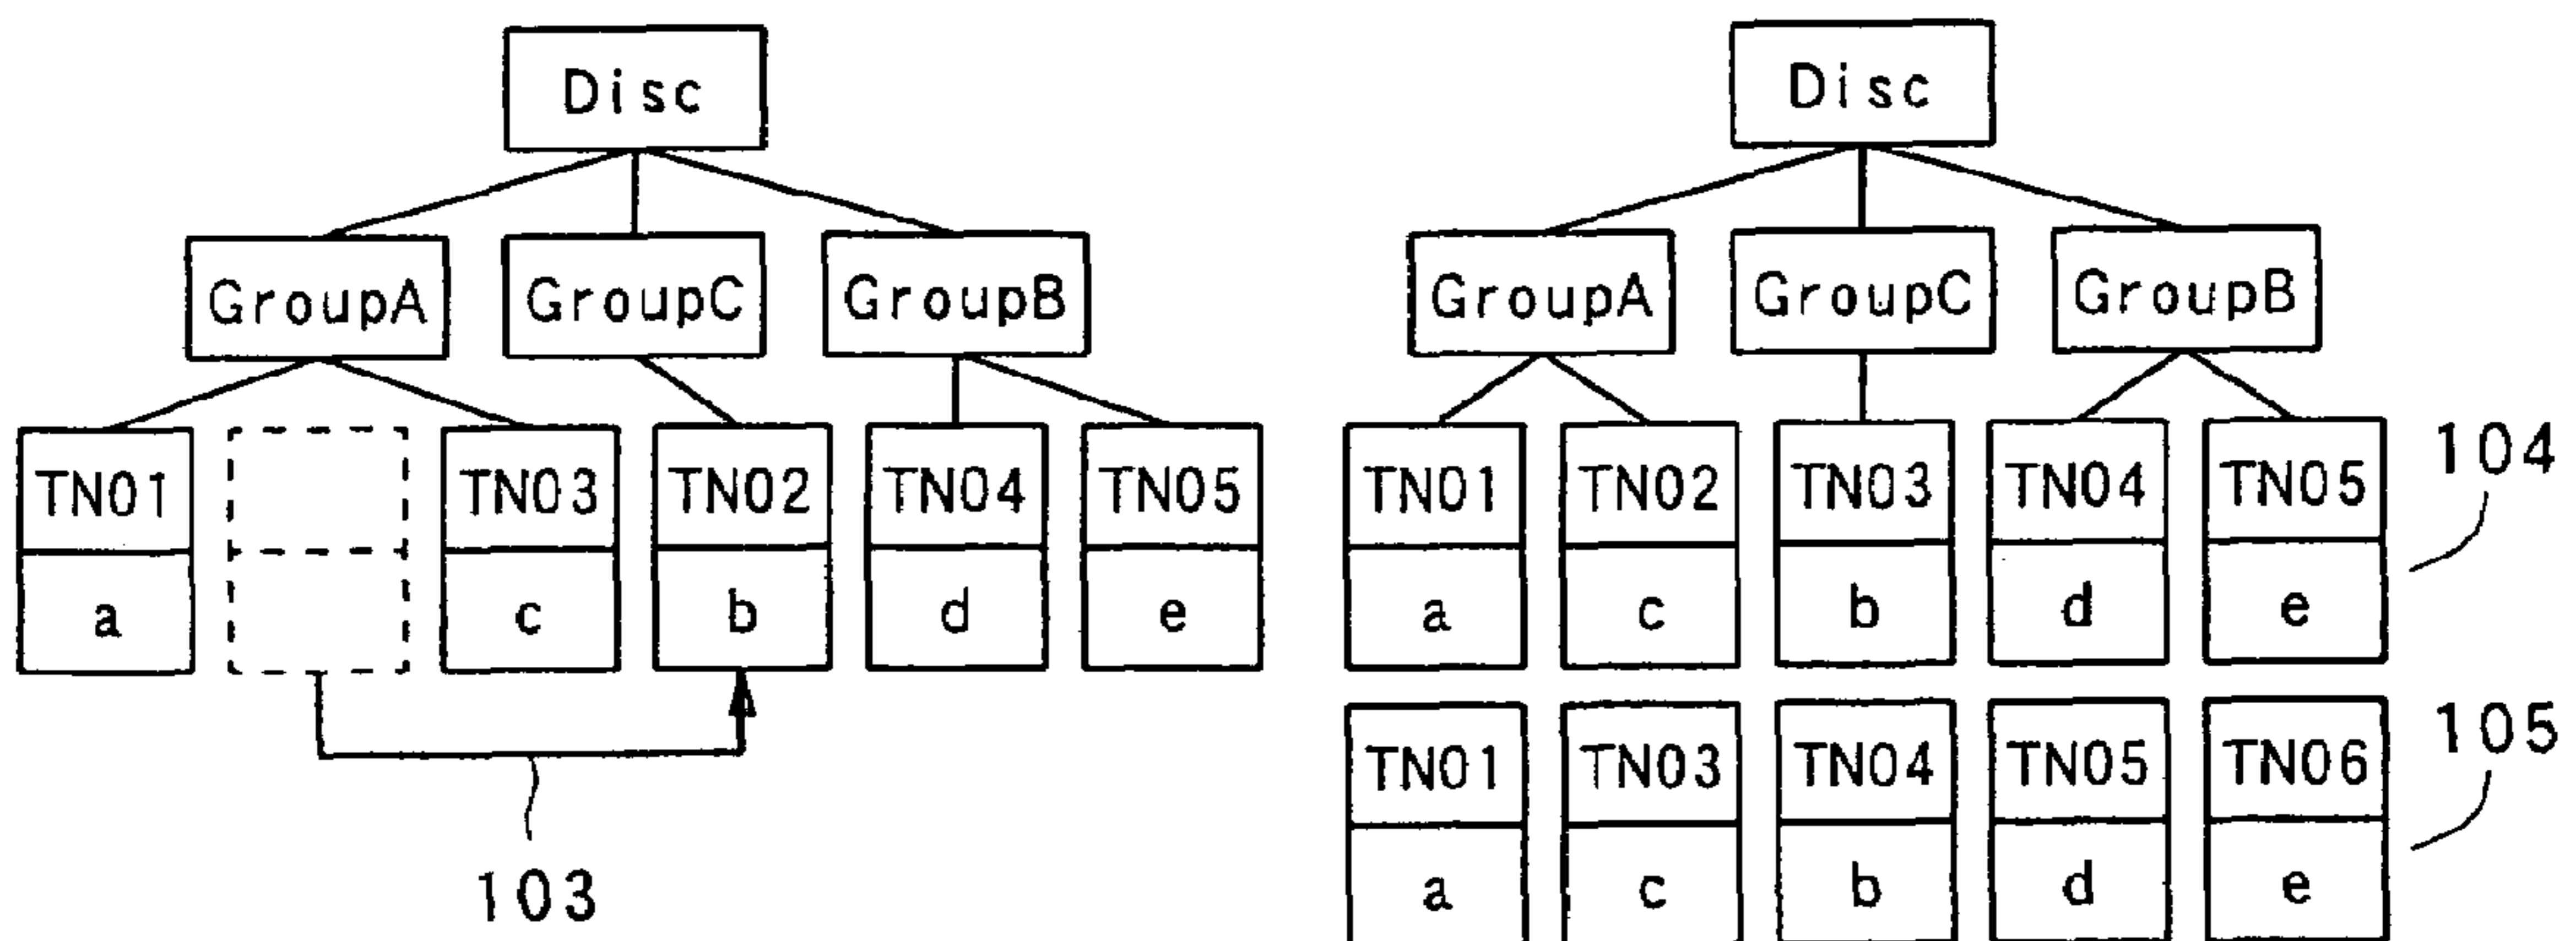 Disc
GroupA GroupC GroupB
TN01 TN03 TN02 TN04 TN05
a c b d e
103
Disc
GroupA GroupC GroupB
TN01 TN02 TN03 TN04 TN05 104
a c b d e
TN01 TN03 TN04 TN05 TN06 105
a c b d e